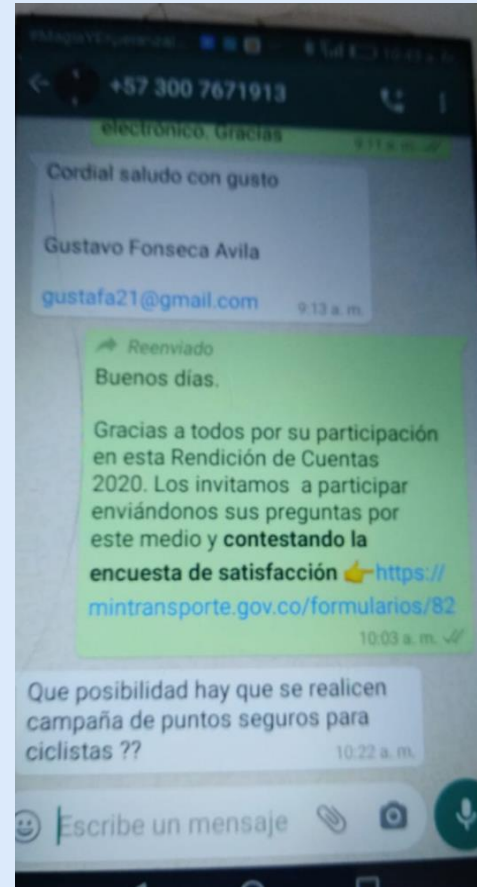 +57 300 7671913
electrónico. Gracias
9:11 a. m.
Cordial saludo con gusto
Gustavo Fonseca Avila
gustafa21@gmail.com
9:13 a. m.
Reenviado
Buenos días.
Gracias a todos por su participación
en esta Rendición de Cuentas
2020. Los invitamos a participar
enviándonos sus preguntas por
este medio y contestando la
encuesta de satisfacción 👉https://
mintransporte.gov.co/formularios/82
10:03 a. m.
Que posibilidad hay que se realicen
campaña de puntos seguros para
ciclistas ??
10:22 a. m.
Escribe un mensaje